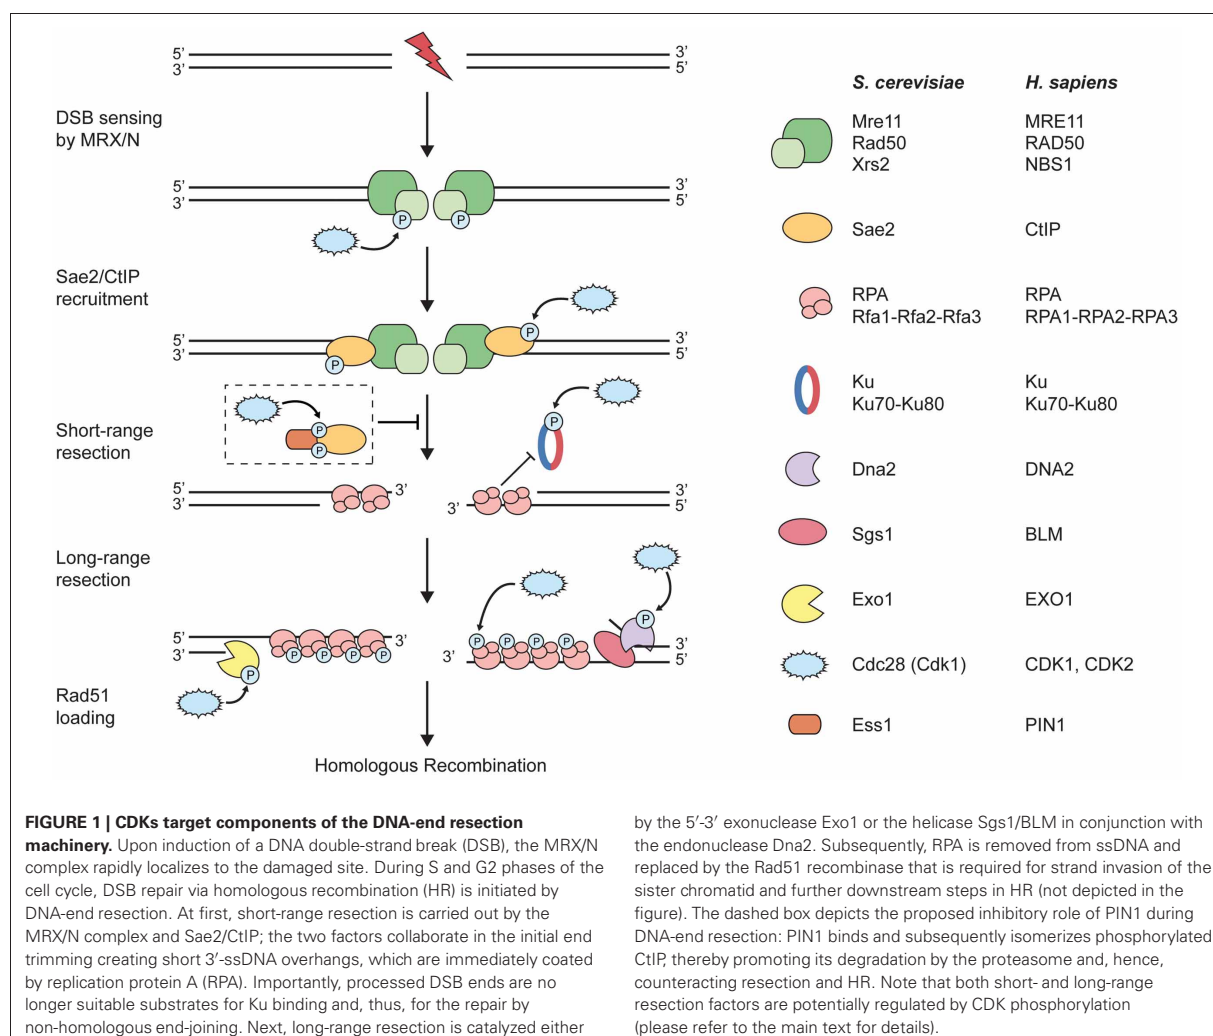 5’
3’
3’
5’
DSB sensing
by MRX/N
5’
3’
3’
5’
P
P
Sae2/CtIP
recruitment
P
5’
3’
3’
5’
P
Short-range
resection
P
P
P
5’
3’
3’
3’
3’
5’
Long-range
resection
P
P
P
P
P
5’
3’
3’
3’
3’
5’
P
P
P
P
P
Rad51
loading
Homologous Recombination
S. cerevisiae H. sapiens
Mre11 MRE11
Rad50 RAD50
Xrs2 NBS1
Sae2 CtIP
RPA RPA
Rfa1-Rfa2-Rfa3 RPA1-RPA2-RPA3
Ku Ku
Ku70-Ku80 Ku70-Ku80
Dna2 DNA2
Sgs1 BLM
Exo1 EXO1
Cdc28 (Cdk1) CDK1, CDK2
Ess1 PIN1
FIGURE 1 | CDKs target components of the DNA-end resection
machinery. Upon induction of a DNA double-strand break (DSB), the MRX/N
complex rapidly localizes to the damaged site. During S and G2 phases of the
cell cycle, DSB repair via homologous recombination (HR) is initiated by
DNA-end resection. At first, short-range resection is carried out by the
MRX/N complex and Sae2/CtIP; the two factors collaborate in the initial end
trimming creating short 3′-ssDNA overhangs, which are immediately coated
by replication protein A (RPA). Importantly, processed DSB ends are no
longer suitable substrates for Ku binding and, thus, for the repair by
non-homologous end-joining. Next, long-range resection is catalyzed either
by the 5′-3′ exonuclease Exo1 or the helicase Sgs1/BLM in conjunction with
the endonuclease Dna2. Subsequently, RPA is removed from ssDNA and
replaced by the Rad51 recombinase that is required for strand invasion of the
sister chromatid and further downstream steps in HR (not depicted in the
figure). The dashed box depicts the proposed inhibitory role of PIN1 during
DNA-end resection: PIN1 binds and subsequently isomerizes phosphorylated
CtIP, thereby promoting its degradation by the proteasome and, hence,
counteracting resection and HR. Note that both short- and long-range
resection factors are potentially regulated by CDK phosphorylation
(please refer to the main text for details).